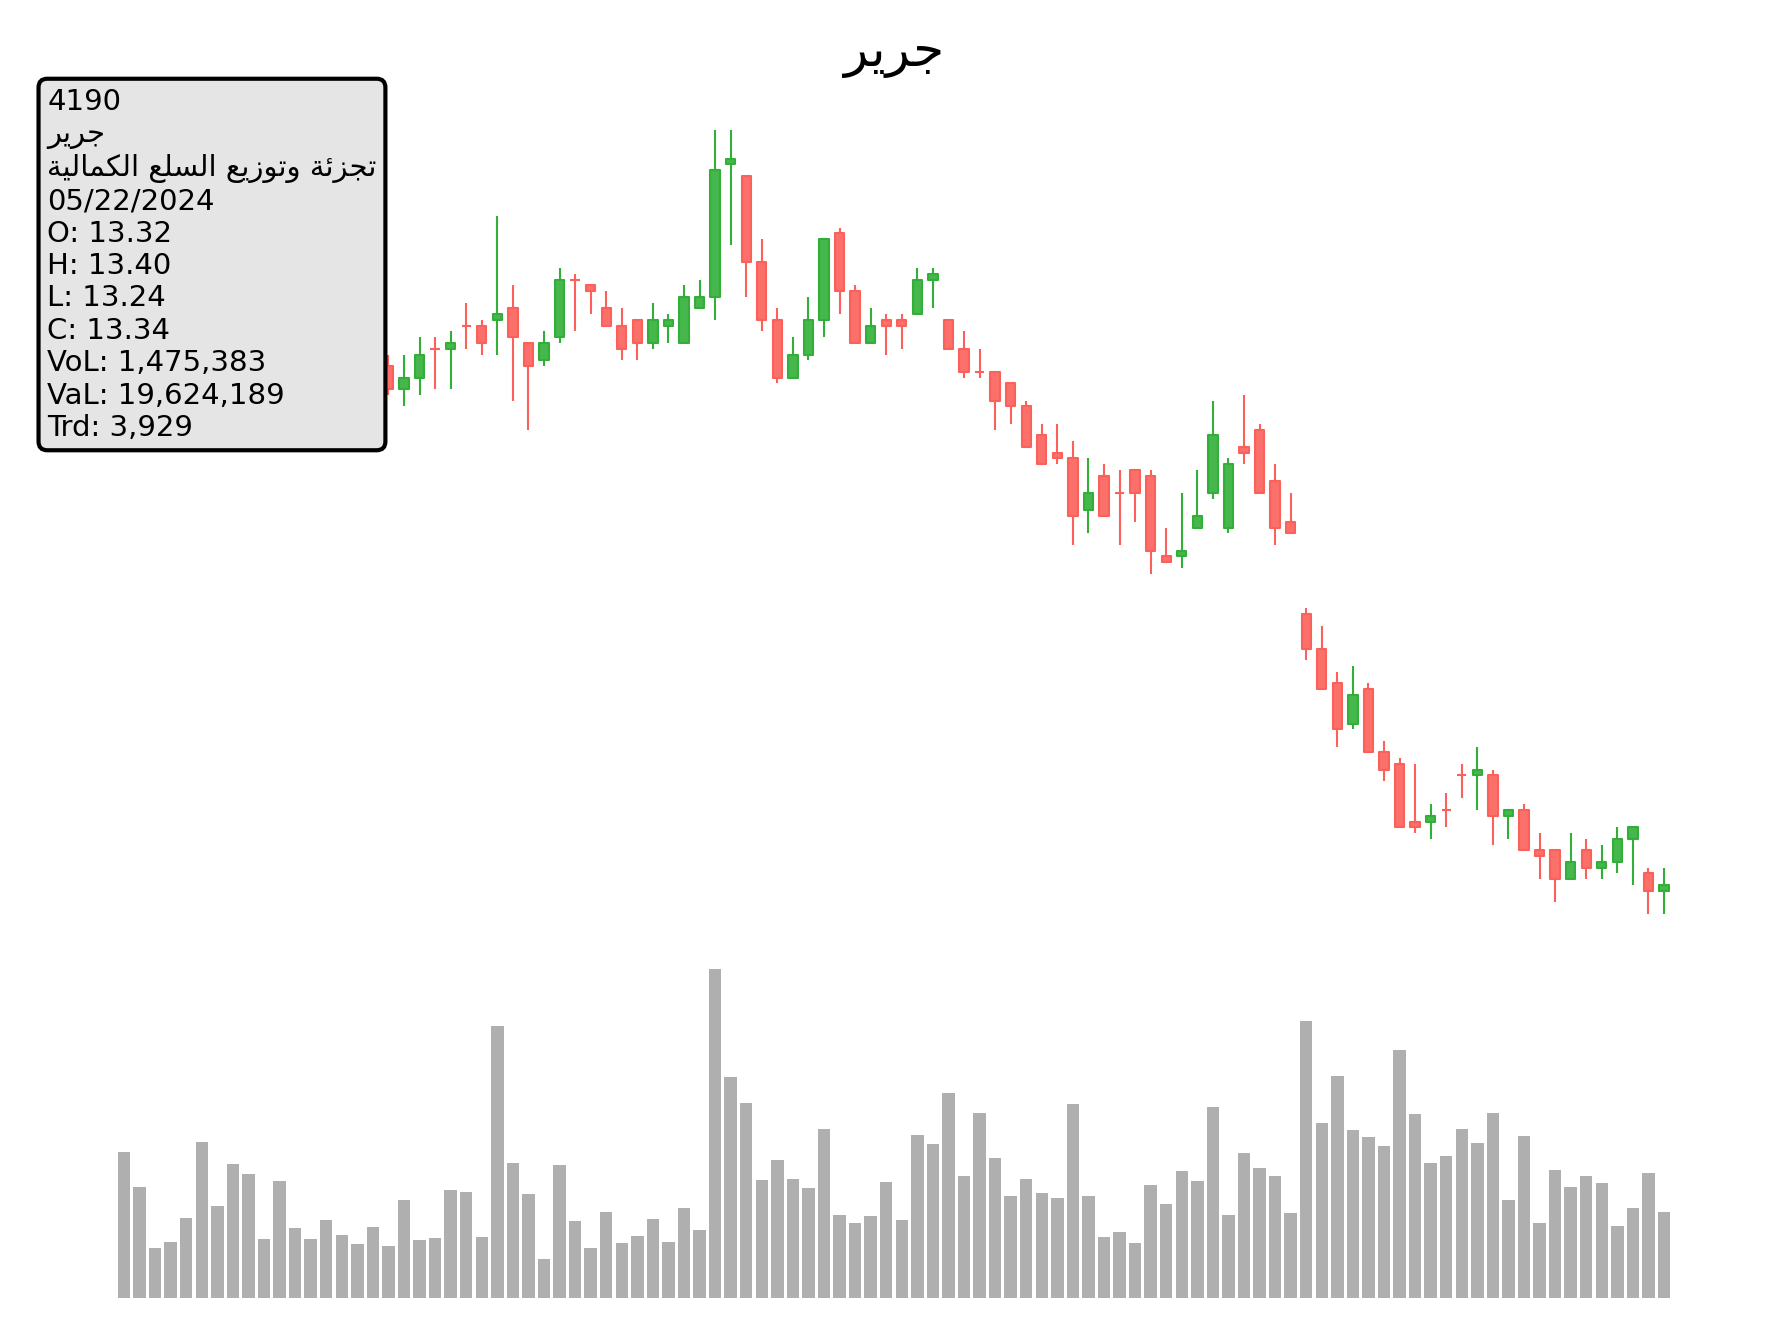 جرير
4190
جرير
تجزئة وتوزيع السلع الكمالية
05/22/2024
O: 13.32
H: 13.40
L: 13.24
C: 13.34
VoL: 1,475,383
VaL: 19,624,189
Trd: 3,929